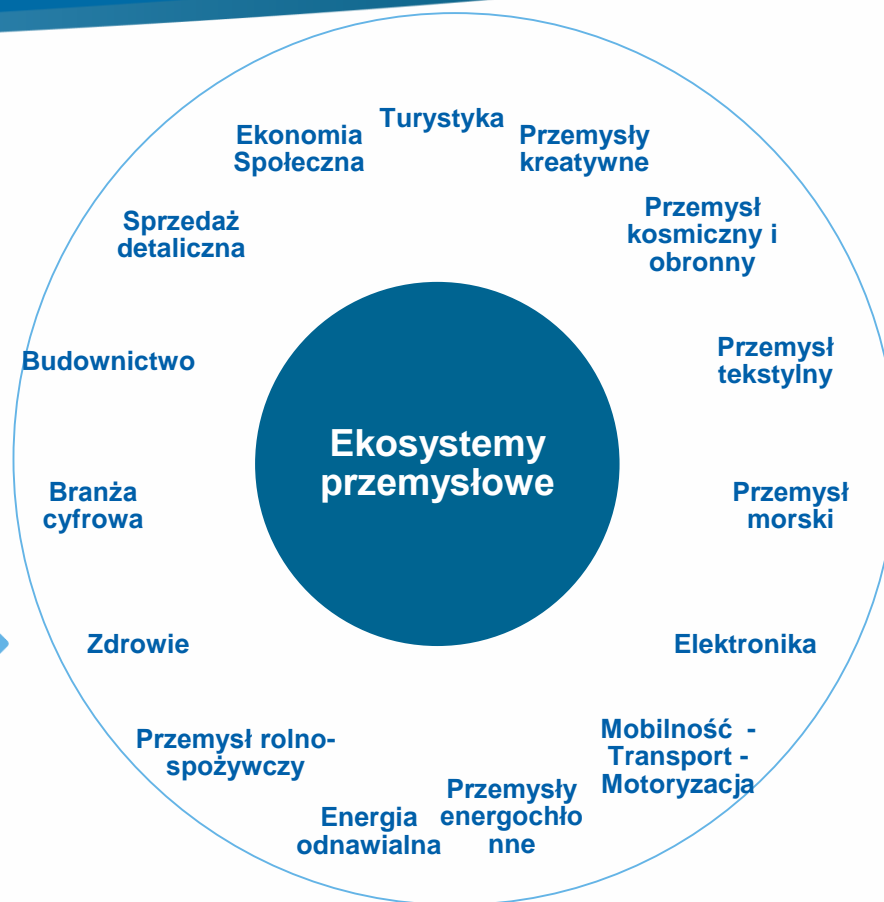 Turystyka
Przemysły
kreatywne
Przemysł
kosmiczny i
obronny
Przemysł
tekstylny
Przemysł
morski
Elektronika
Mobilność -
Transport -
Motoryzacja
Przemysły
energochło
nne
Energia
odnawialna
Przemysł rolno-
spożywczy
Zdrowie
Branża
cyfrowa
Budownictwo
Sprzedaż
detaliczna
Ekonomia
Społeczna
Ekosystemy
przemysłowe